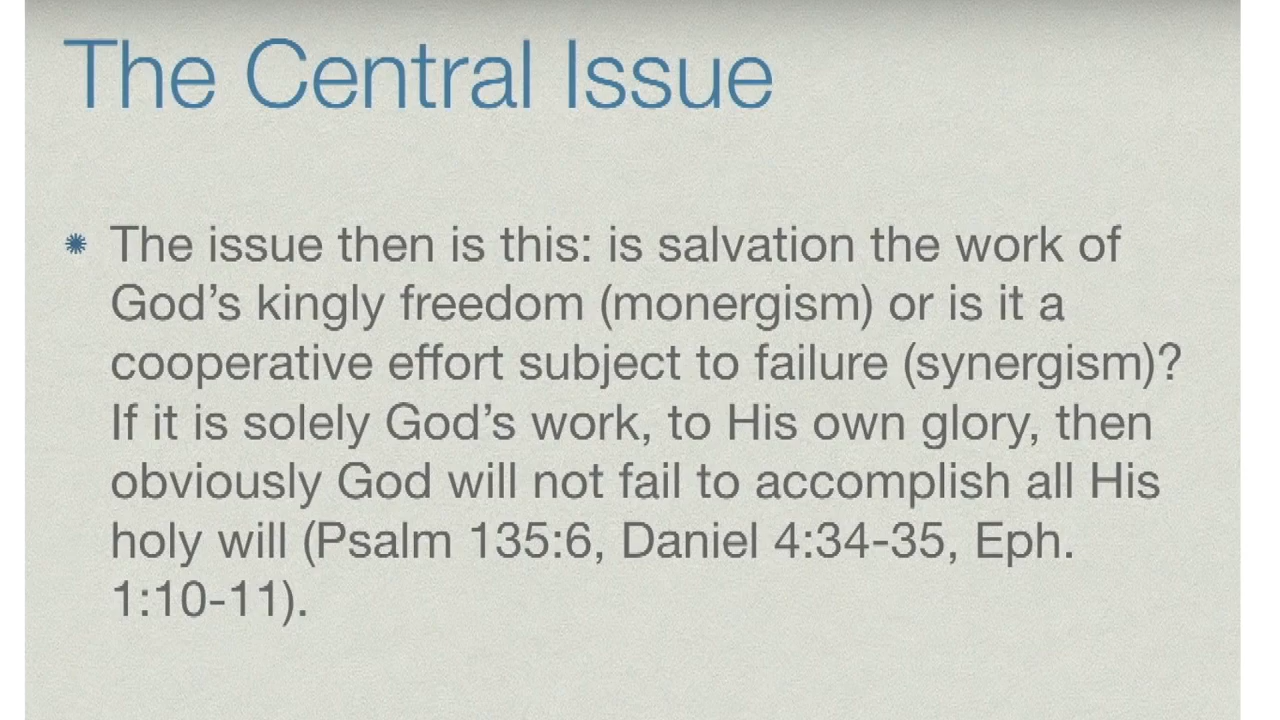 The Central Issue
The issue then is this: is salvation the work of
God’s kingly freedom (monergism) or is it a
cooperative effort subject to failure (synergism)?
If it is solely God’s work, to His own glory, then
obviously God will not fail to accomplish all His
holy will (Psalm 135:6, Daniel 4:34-35, Eph.
1:10-11).